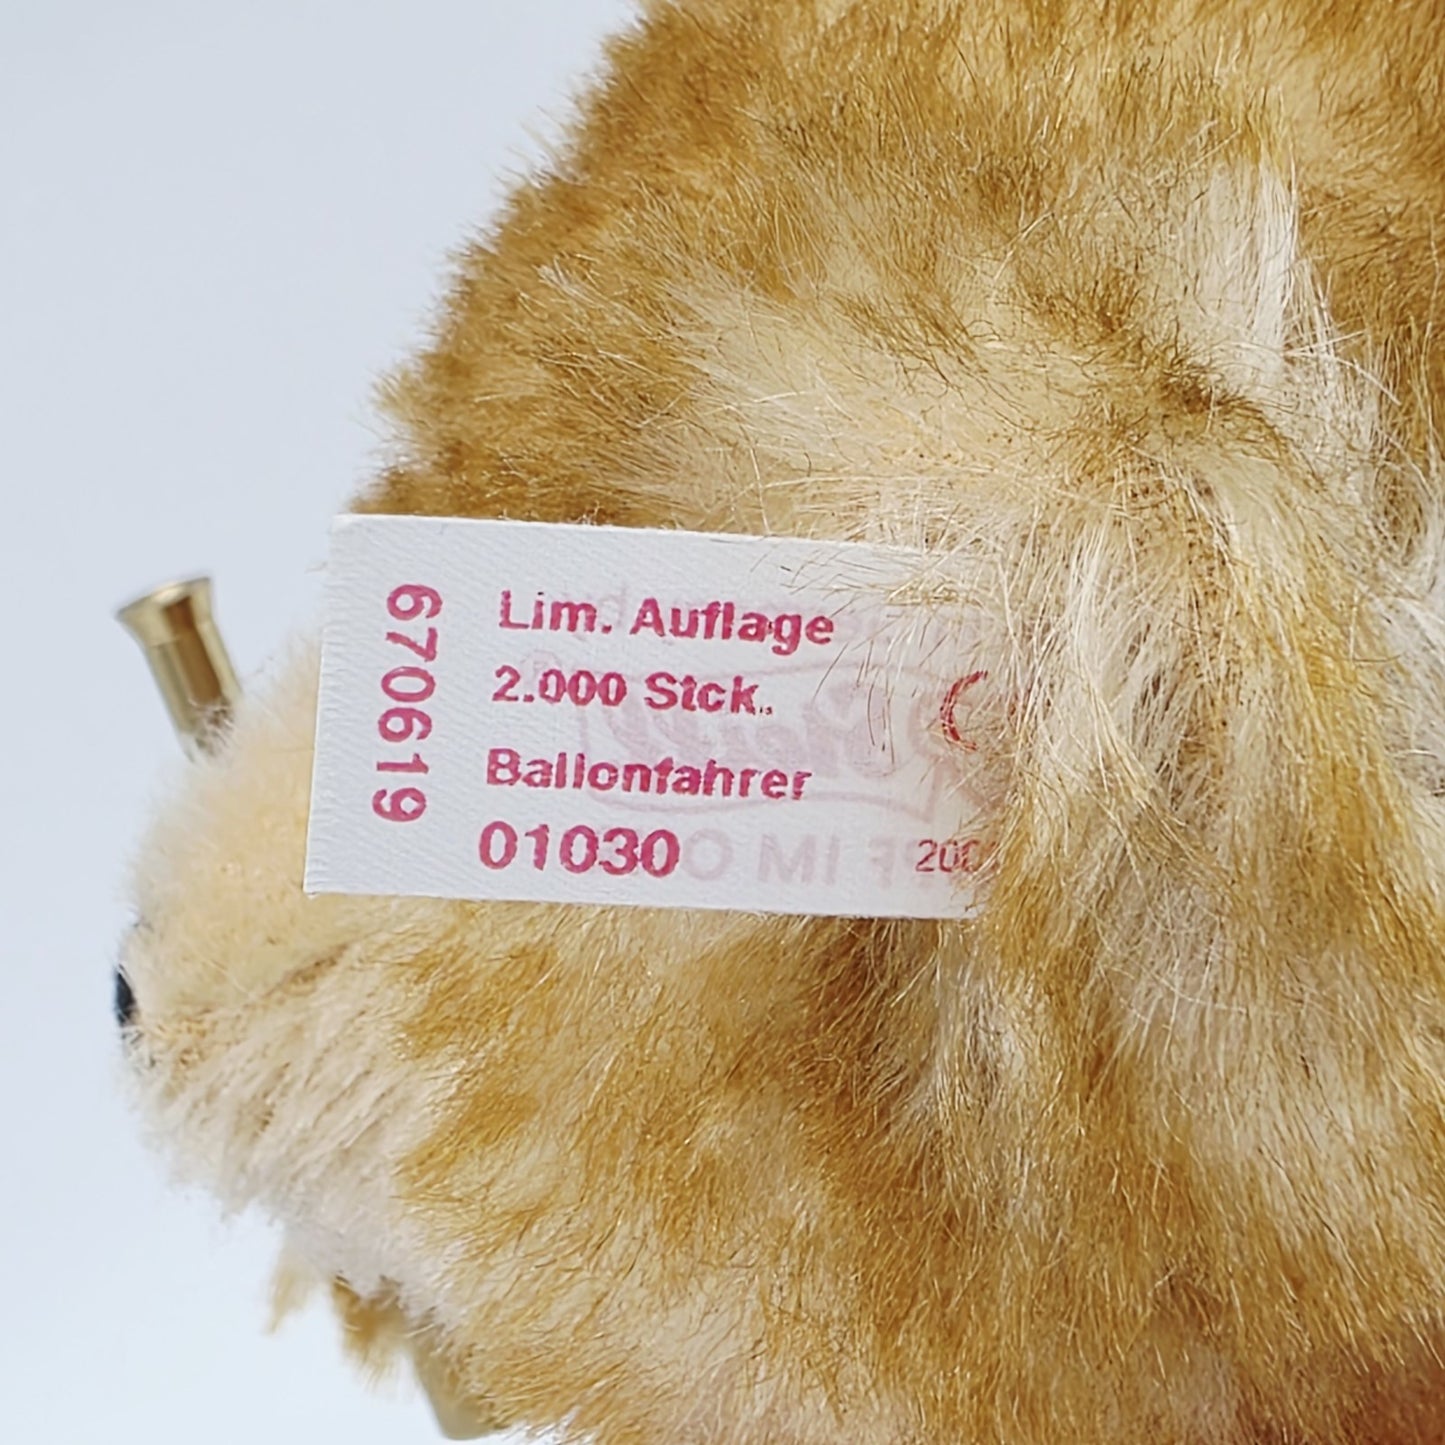 670619
Lim. Auflage
2.000 Stck.
Ballonfahrer
01030